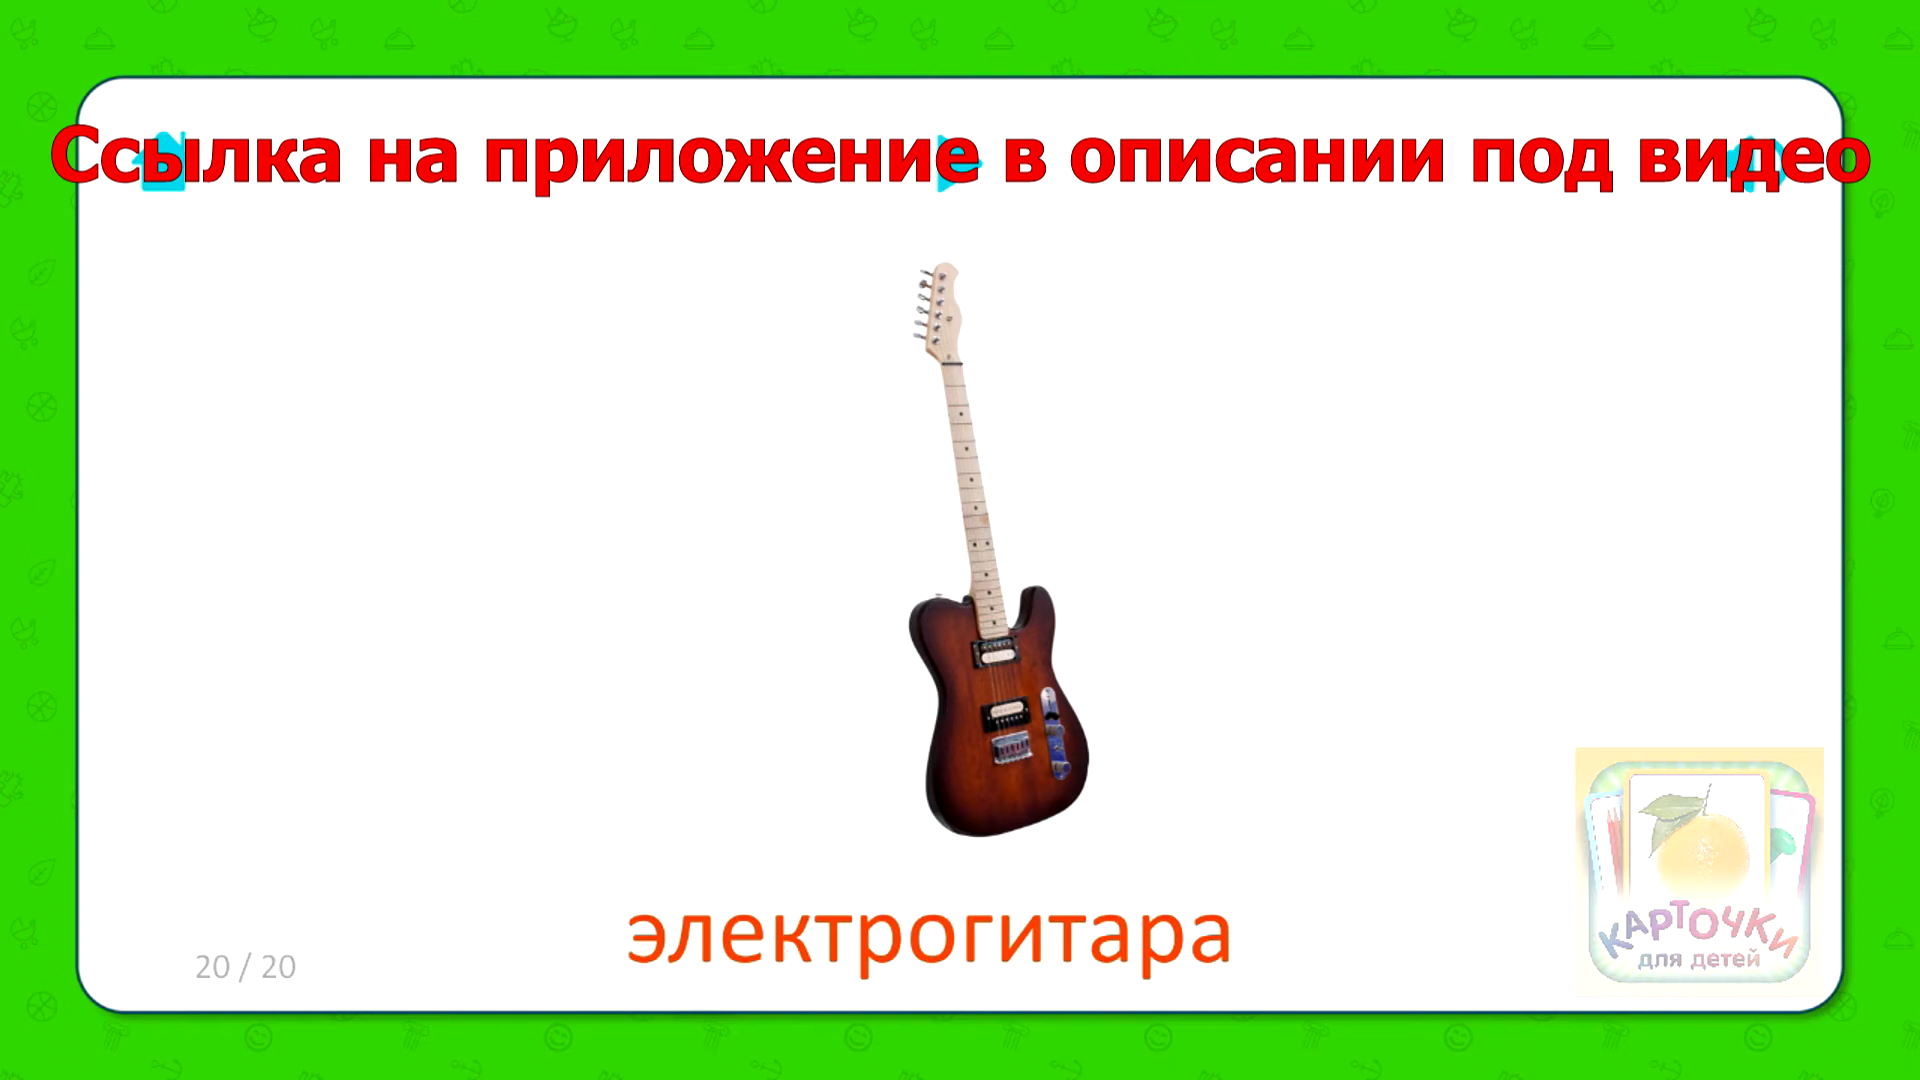 Ссылка на приложение в описании под видео
электрогитара
20 / 20
КАРТОЧКИ
для детей